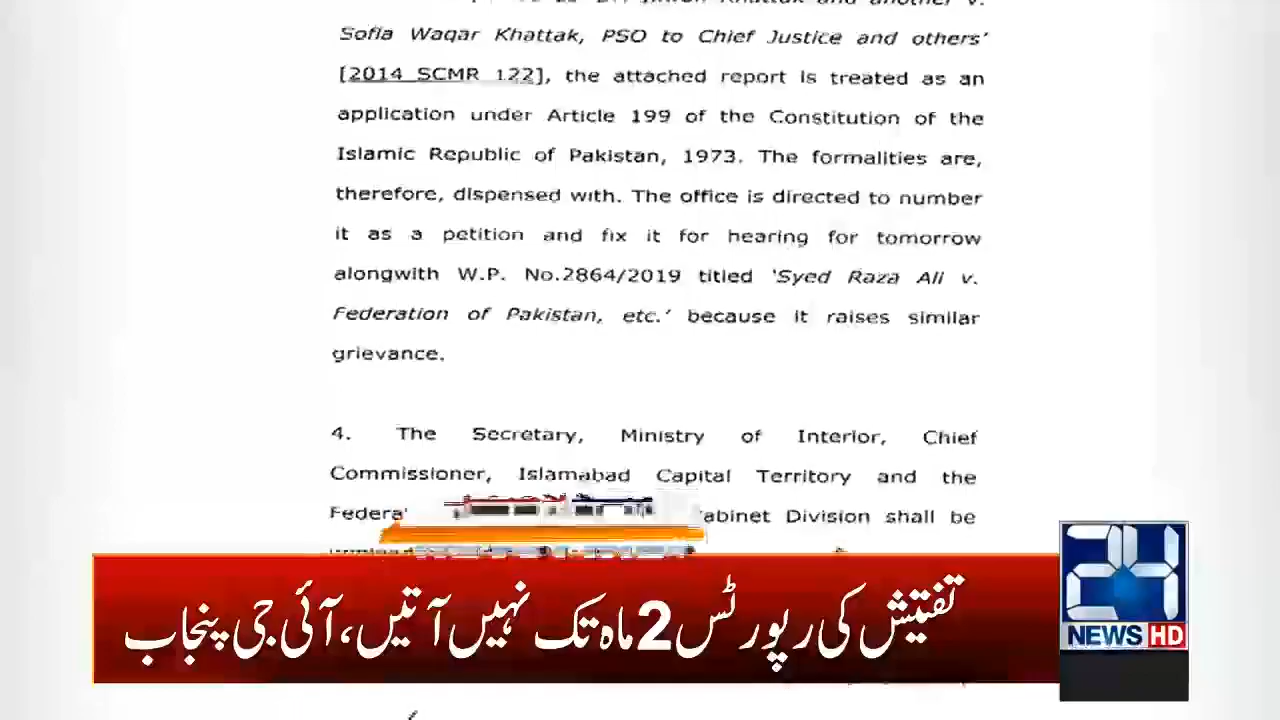 Sofia Waqar Khattak, PSO to Chief Justice and others'
[2014 SCMR 122], the attached report is treated as an
application under Article 199 of the Constitution of the
Islamic Republic of Pakistan, 1973. The formalities are,
therefore, dispensed with. The office is directed to number
it as a petition and fix it for hearing for tomorrow
alongwith W.P. No.2864/2019 titled 'Syed Raza Ali v.
Federation of Pakistan, etc.' because it raises similar
grievance.
4. The Secretary, Ministry of Interior, Chief
Commissioner, Islamabad Capital Territory and the
Division shall be
تفتیش کی رپورٹس 2 ماہ تک نہیں آتیں، آئی جی پنجاب
24
NEWS HD